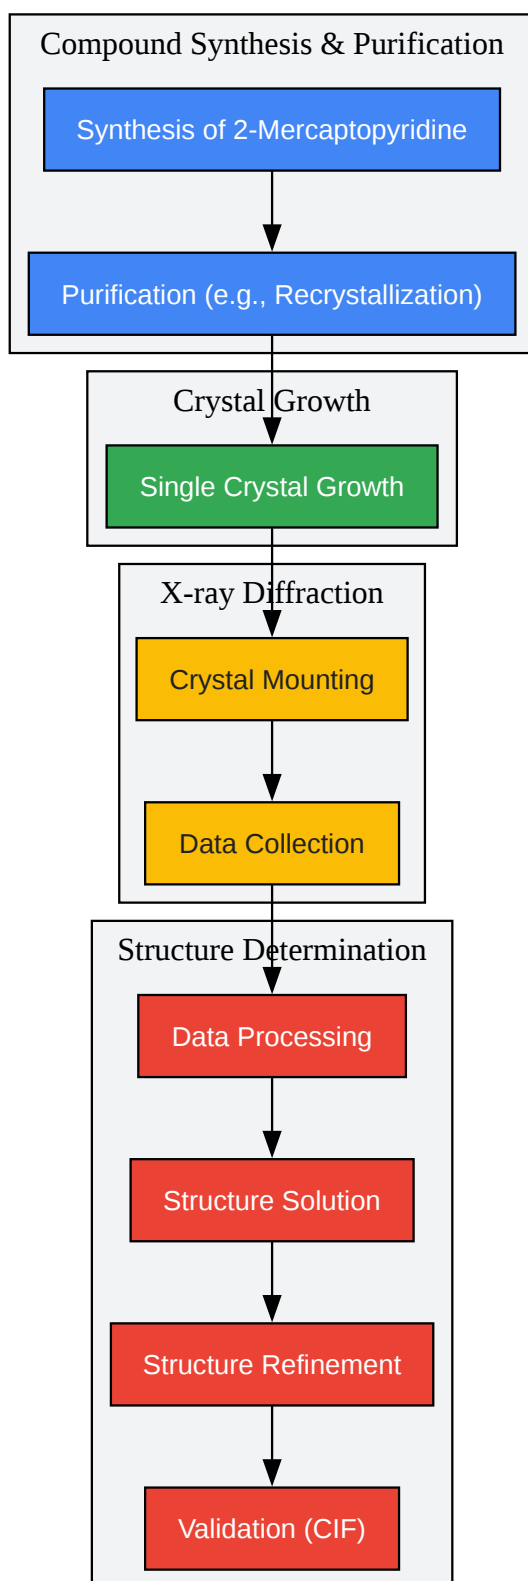 Compound Synthesis & Purification
Synthesis of 2-Mercaptopyridine
Purification (e.g., Recrystallization)
Crystal Growth
Single Crystal Growth
X-ray Diffraction
Crystal Mounting
Data Collection
Structure Determination
Data Processing
Structure Solution
Structure Refinement
Validation (CIF)